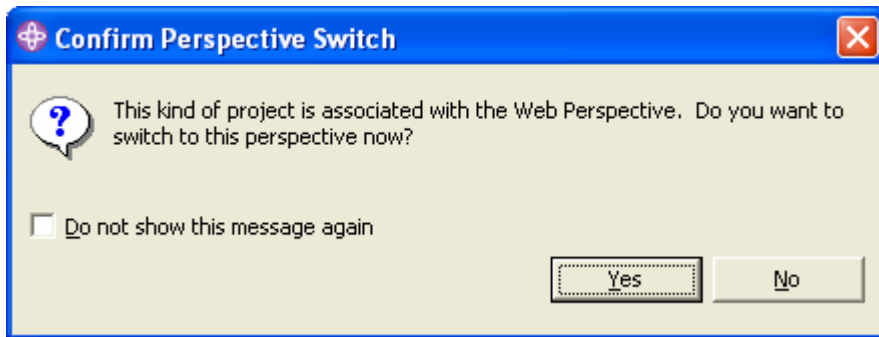 Confirm Perspective Switch
This kind of project is associated with the Web Perspective. Do you want to
switch to this perspective now?
Do not show this message again
Yes No